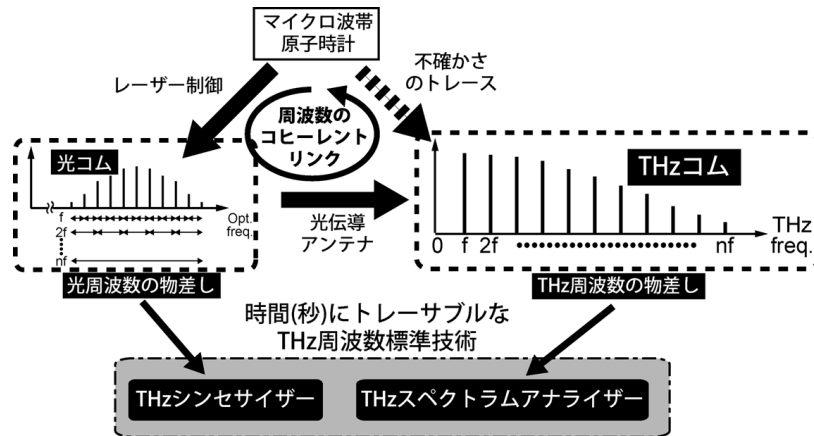 マイクロ波帯
原子時計
レーザー制御
不確かさ
のトレース
周波数の
コヒーレント
リンク
光コム
f
2f
nf
Opt.
freq.
光伝導
アンテナ
THzコム
0 f 2f nf
THz
freq.
光周波数の物差し
THz周波数の物差し
時間(秒)にトレーサブルな
THz周波数標準技術
THzシンセサイザー
THzスペクトラムアナライザー